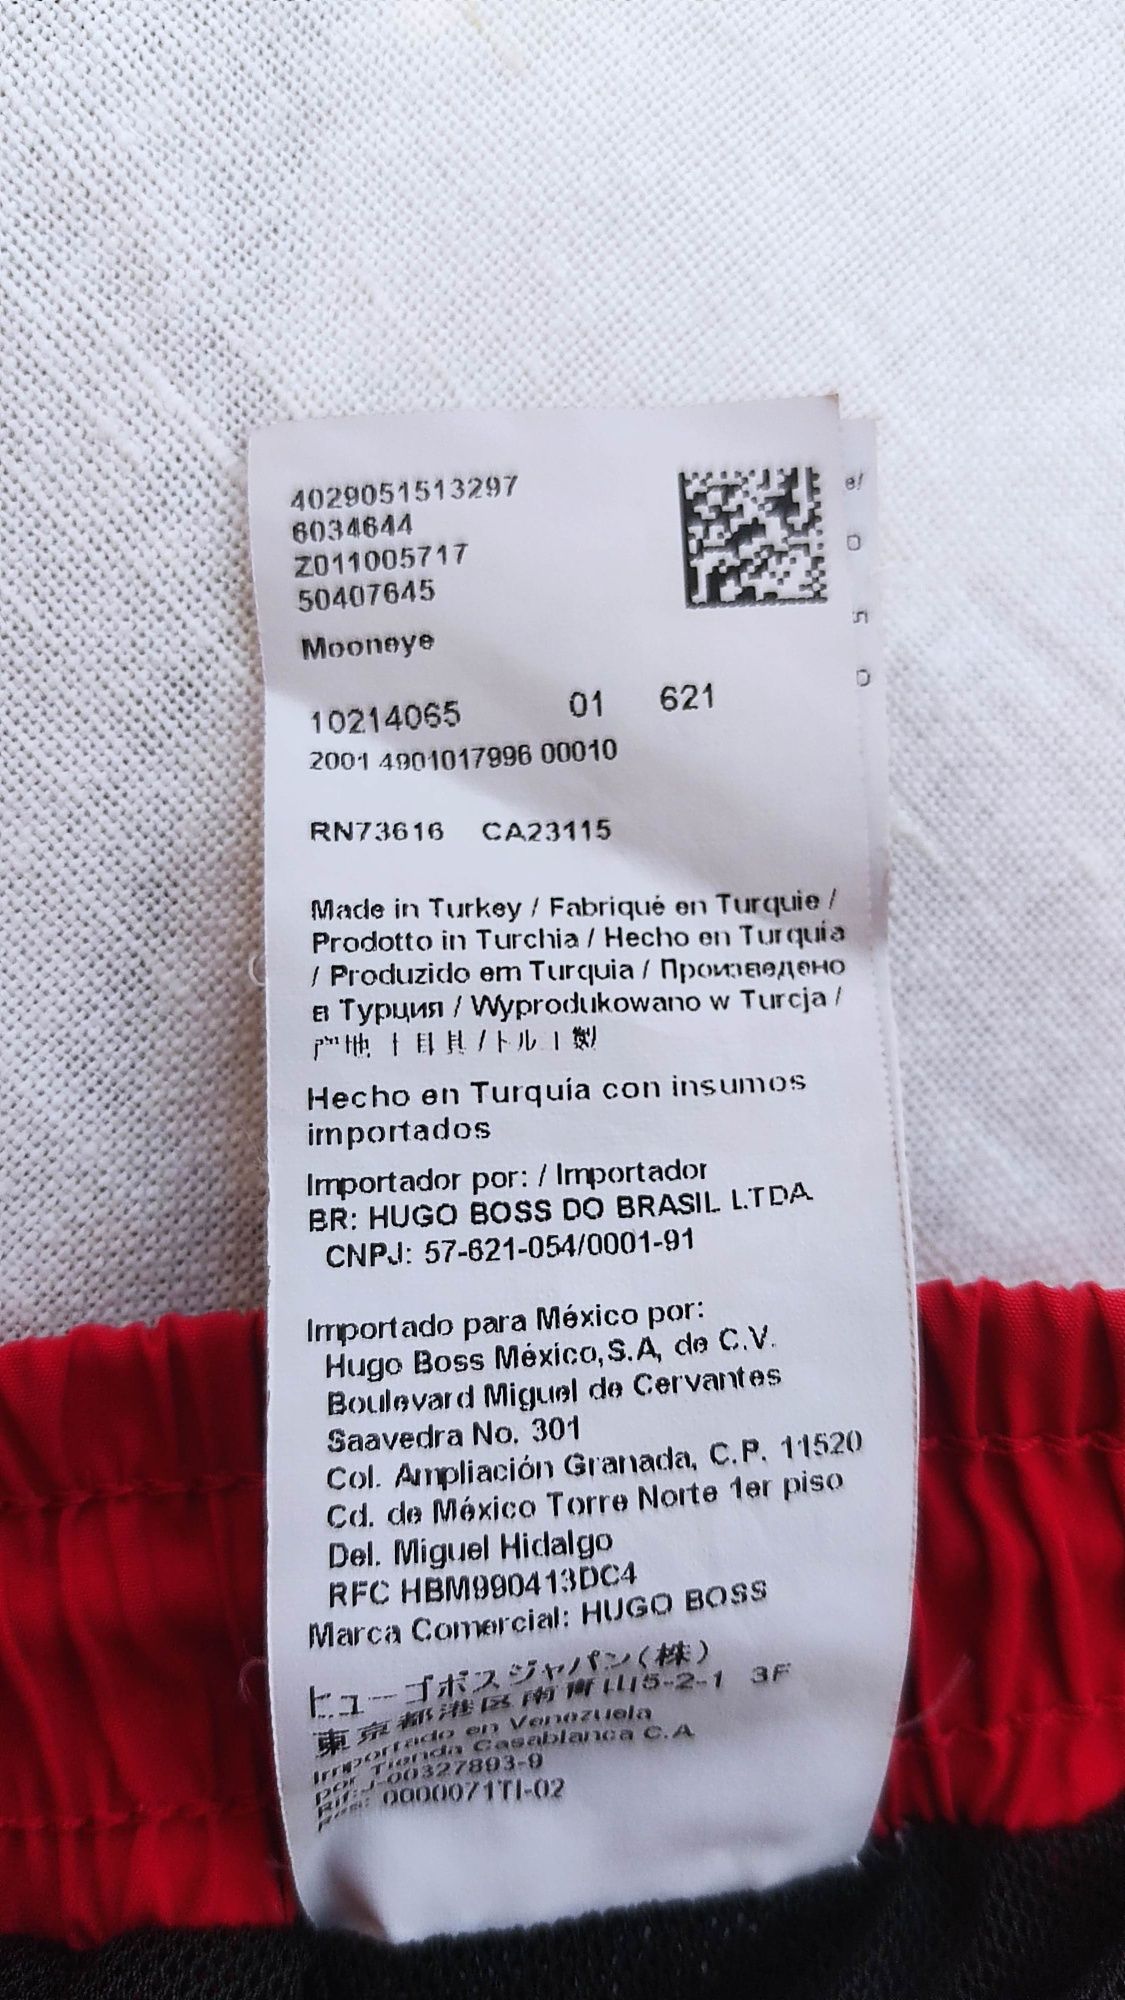 4029051513297
6034644
Z011005717
50407645
Mooneye
10214065 01 621
2001 4901017996 00010
RN73616 CA23115
Made in Turkey / Fabriqué en Turquie /
Prodotto in Turchia / Hecho en Turquía
/ Produzido em Turquia / Произведено
в Турция / Wyprodukowano w Turcja /
产地 土耳其 / トルー製
Hecho en Turquía con insumos
importados
Importador por: / Importador
BR: HUGO BOSS DO BRASIL LTDA.
CNPJ: 57-621-054/0001-91
Importado para México por:
Hugo Boss México,S.A, de C.V.
Boulevard Miguel de Cervantes
Saavedra No. 301
Col. Ampliación Granada, C.P. 11520
Cd. de México Torre Norte 1er piso
Del. Miguel Hidalgo
RFC HBM990413DC4
Marca Comercial: HUGO BOSS
ヒューゴボスジャパン(株)
東京都港区南青山5-2-1 3F
Importado en Venezuela
por Tienda Casablanca C.A
Rif:J-00327893-9
0000071TI-02